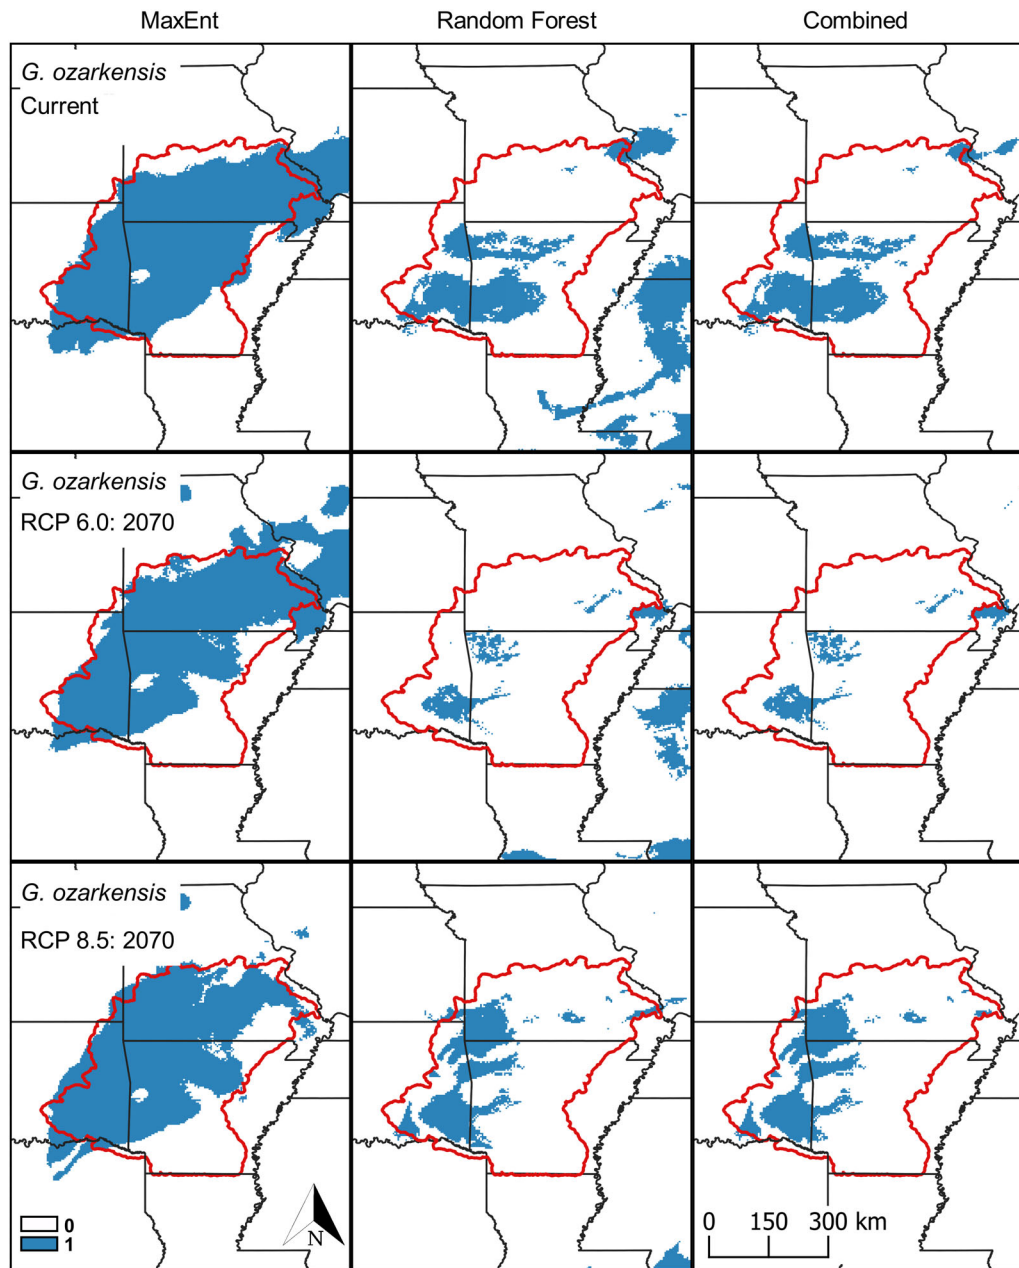 MaxEnt Random Forest Combined
G. ozarkensis
Current
G. ozarkensis
RCP 6.0: 2070
G. ozarkensis
RCP 8.5: 2070
0
1
N
0 150 300 km